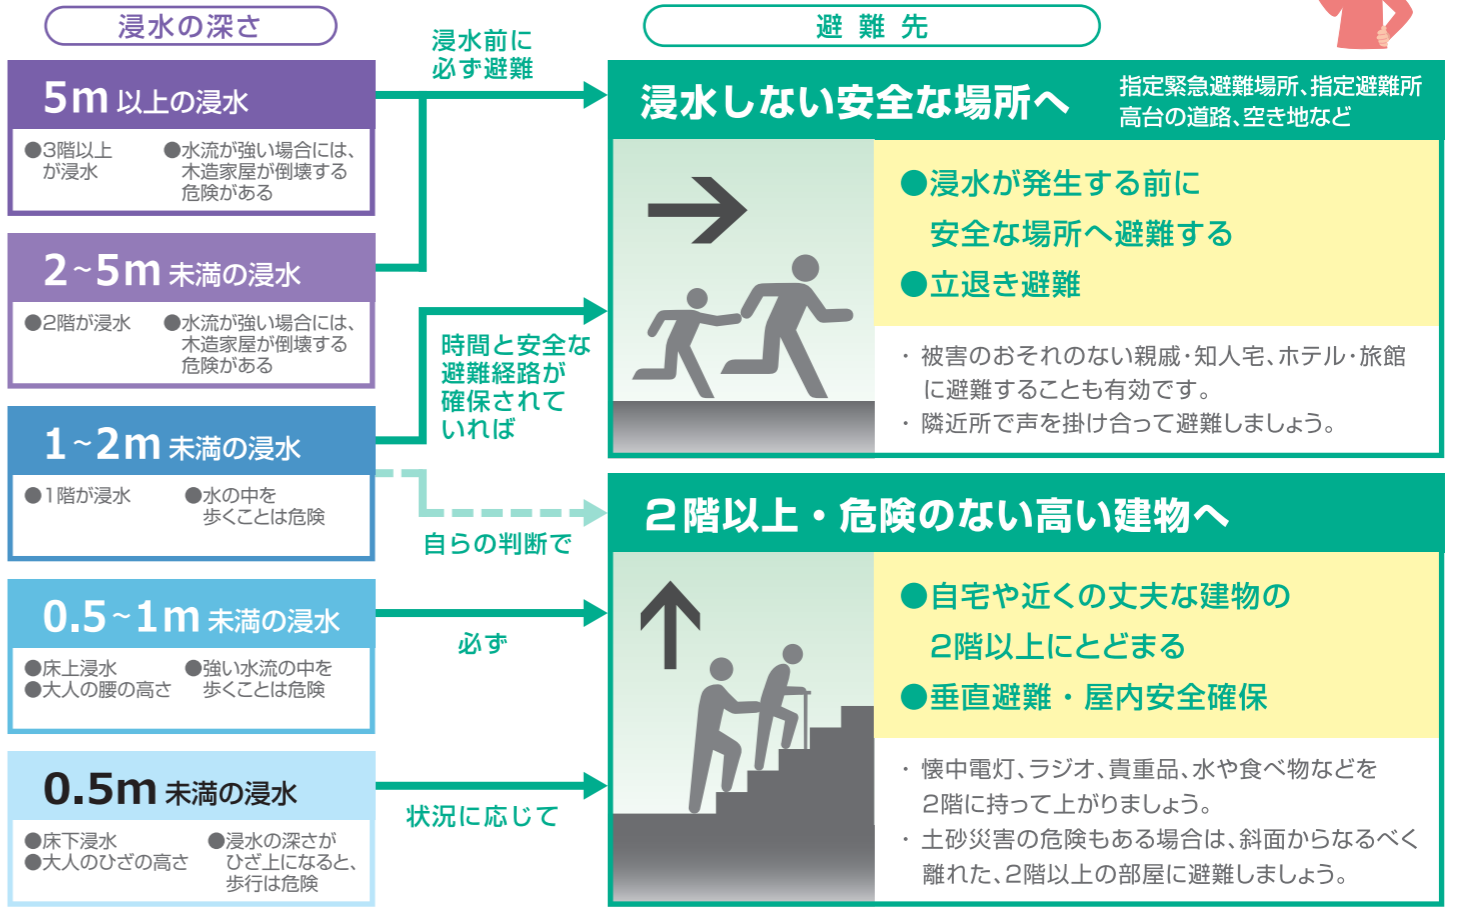 浸水の深さ
避難先
浸水前に
必ず避難
5m 以上の浸水
●3階以上
が浸水
●水流が強い場合には、
木造家屋が倒壊する
危険がある
2~5m 未満の浸水
●2階が浸水
●水流が強い場合には、
木造家屋が倒壊する
危険がある
時間と安全な
避難経路が
確保されて
いれば
1~2m 未満の浸水
●1階が浸水
●水の中を
歩くことは危険
自らの判断で
0.5~1m 未満の浸水
●床上浸水
●大人の腰の高さ
●強い水流の中を
歩くことは危険
必ず
0.5m 未満の浸水
●床下浸水
●大人のひざの高さ
●浸水の深さが
ひざ上になると、
歩行は危険
状況に応じて
浸水しない安全な場所へ
指定緊急避難場所、指定避難所
高台の道路、空き地など
●浸水が発生する前に
安全な場所へ避難する
●立退き避難
・被害のおそれのない親戚・知人宅、ホテル・旅館
に避難することも有効です。
・隣近所で声を掛け合って避難しましょう。
2階以上・危険のない高い建物へ
●自宅や近くの丈夫な建物の
2階以上にとどまる
●垂直避難・屋内安全確保
・懐中電灯、ラジオ、貴重品、水や食べ物などを
2階に持って上がりましょう。
・土砂災害の危険もある場合は、斜面からなるべく
離れた、2階以上の部屋に避難しましょう。